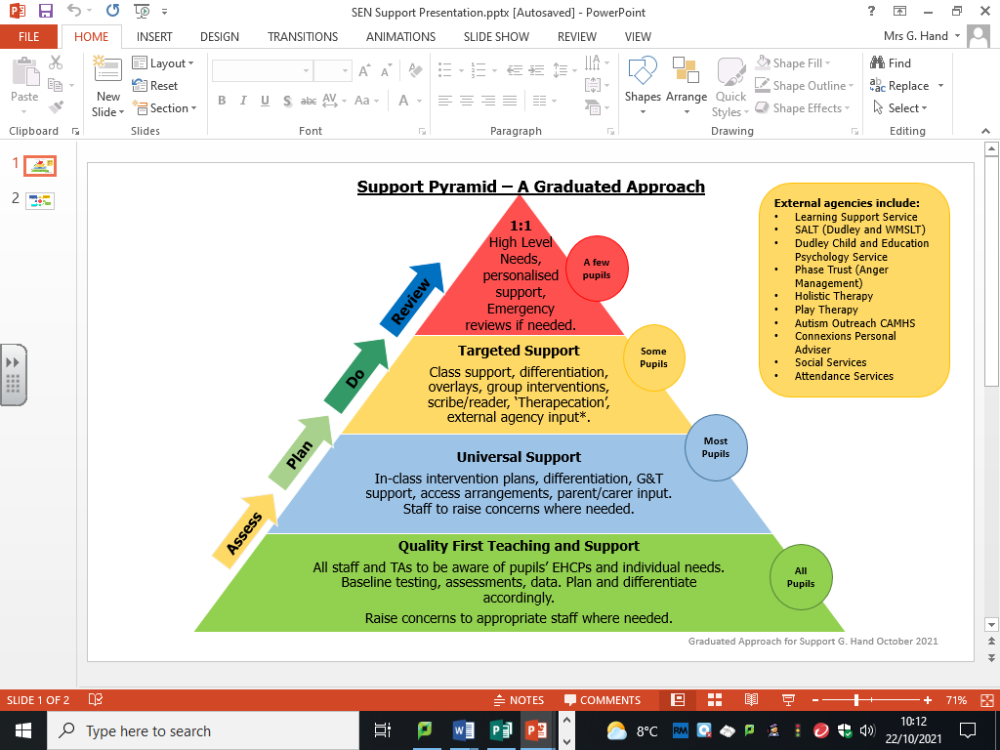 SEN Support Presentation.pptx [Autosaved] - PowerPoint
FILE HOME INSERT DESIGN TRANSITIONS ANIMATIONS SLIDE SHOW REVIEW VIEW Mrs G. Hand
Paste
New
Slide
Layout
Reset
Section
B I U S abc AV Aa A
Shapes Arrange Quick
Styles
Shape Fill
Shape Outline
Shape Effects
Find
Replace
Select
Clipboard Slides Font Paragraph Drawing Editing
1
2
Support Pyramid – A Graduated Approach
1:1
High Level
Needs,
personalised
support,
Emergency
reviews if needed.
A few
pupils
Targeted Support
Class support, differentiation,
overlays, group interventions,
scribe/reader, ‘Therapecation’,
external agency input*.
Some
Pupils
Universal Support
In-class intervention plans, differentiation, G&T
support, access arrangements, parent/carer input.
Staff to raise concerns where needed.
Most
Pupils
Quality First Teaching and Support
All staff and TAs to be aware of pupils’ EHCPs and individual needs.
Baseline testing, assessments, data. Plan and differentiate
accordingly.
Raise concerns to appropriate staff where needed.
All
Pupils
Review
Do
Plan
Assess
External agencies include:
• Learning Support Service
• SALT (Dudley and WMSLT)
• Dudley Child and Education
Psychology Service
• Phase Trust (Anger
Management)
• Holistic Therapy
• Play Therapy
• Autism Outreach CAMHS
• Connexions Personal
Adviser
• Social Services
• Attendance Services
Graduated Approach for Support G. Hand October 2021
SLIDE 1 OF 2 NOTES COMMENTS 71%
Type here to search
8°C
RM
10:12
22/10/2021